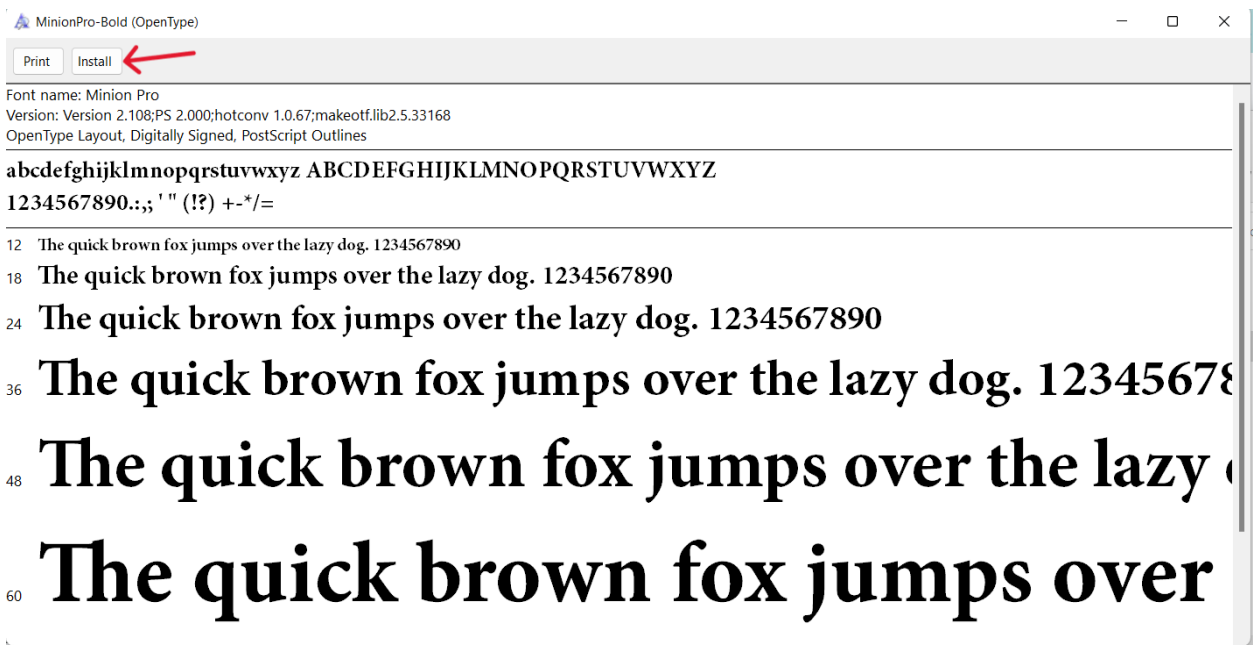 MinionPro-Bold (OpenType)
Print Install
Font name: Minion Pro
Version: Version 2.108;PS 2.000;hotconv 1.0.67;makeotf.lib2.5.33168
OpenType Layout, Digitally Signed, PostScript Outlines
abcdefghijklmnopqrstuvwxyz ABCDEFGHIJKLMNOPQRSTUVWXYZ
1234567890.:,; ' " (!?) +-*/=
12 The quick brown fox jumps over the lazy dog. 1234567890
18 The quick brown fox jumps over the lazy dog. 1234567890
24 The quick brown fox jumps over the lazy dog. 1234567890
36 The quick brown fox jumps over the lazy dog. 12345678
48 The quick brown fox jumps over the lazy
60 The quick brown fox jumps over